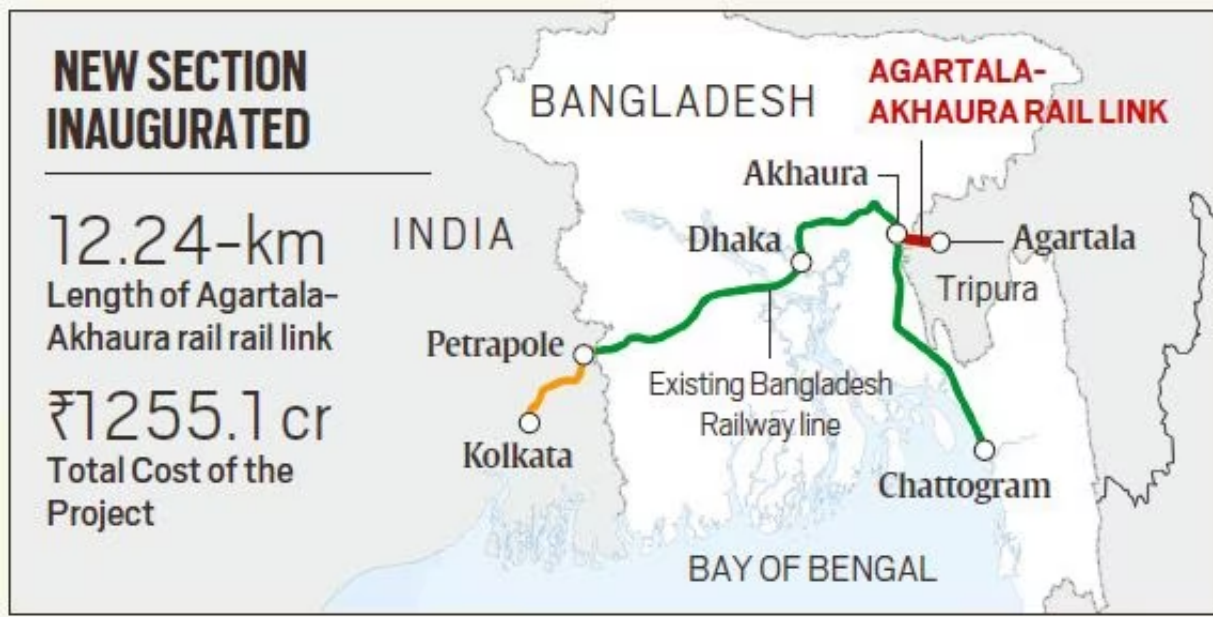 NEW SECTION
INAUGURATED
12.24-km
Length of Agartala-
Akhaura rail rail link
₹1255.1 cr
Total Cost of the
Project
BANGLADESH
AGARTALA-
AKHAURA RAIL LINK
Akhaura
INDIA
Dhaka
Agartala
Tripura
Petrapole
Existing Bangladesh
Railway line
Kolkata
Chattogram
BAY OF BENGAL